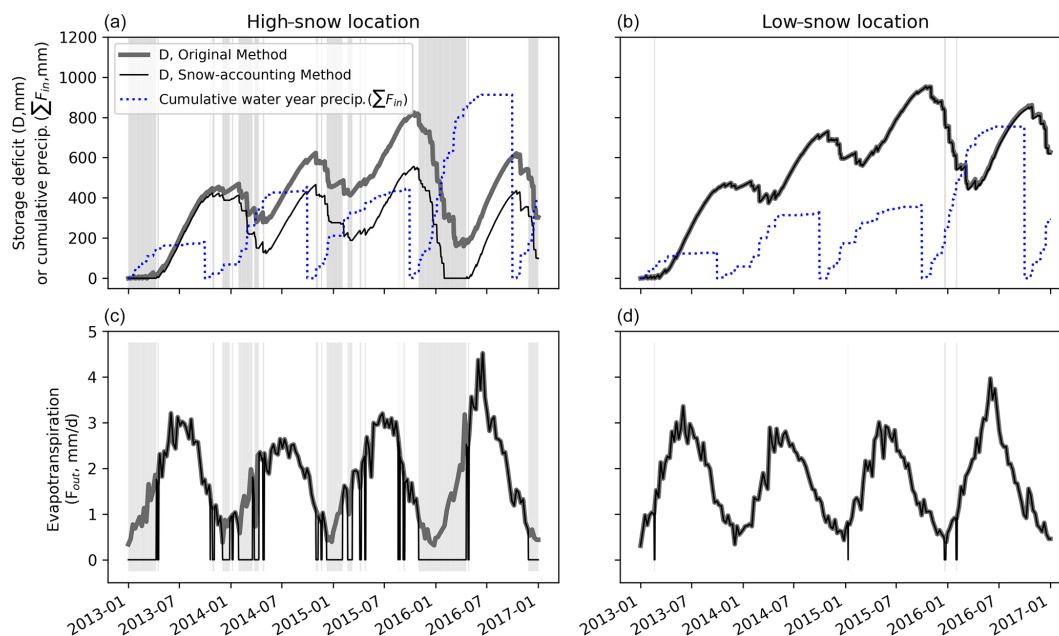 (a) High-snow location
(b) Low-snow location
Storage deficit (D,mm)
or cumulative precip.(∑F_in,mm)
1200
1000
800
600
400
200
0
D, Original Method
D, Snow-accounting Method
Cumulative water year precip.(∑F_in)
(c)
(d)
Evapotranspiration
(F_out, mm/d)
5
4
3
2
1
0
2013-01
2013-07
2014-01
2014-07
2015-01
2015-07
2016-01
2016-07
2017-01
2013-01
2013-07
2014-01
2014-07
2015-01
2015-07
2016-01
2016-07
2017-01